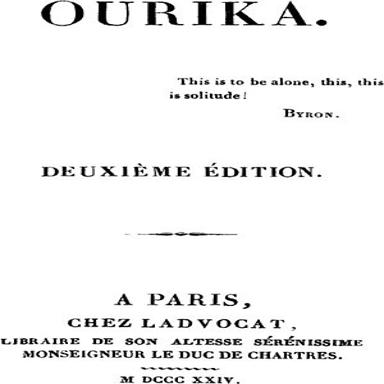 OURIKA.
This is to be alone, this, this
is solitude!
BYRON.
DEUXIÈME ÉDITION.
A PARIS,
CHEZ LADVOCAT,
LIBRAIRE DE SON ALTESSE SÉRÉNISSIME
MONSEIGNEUR LE DUC DE CHARTRES.
M DCCC XXIV.